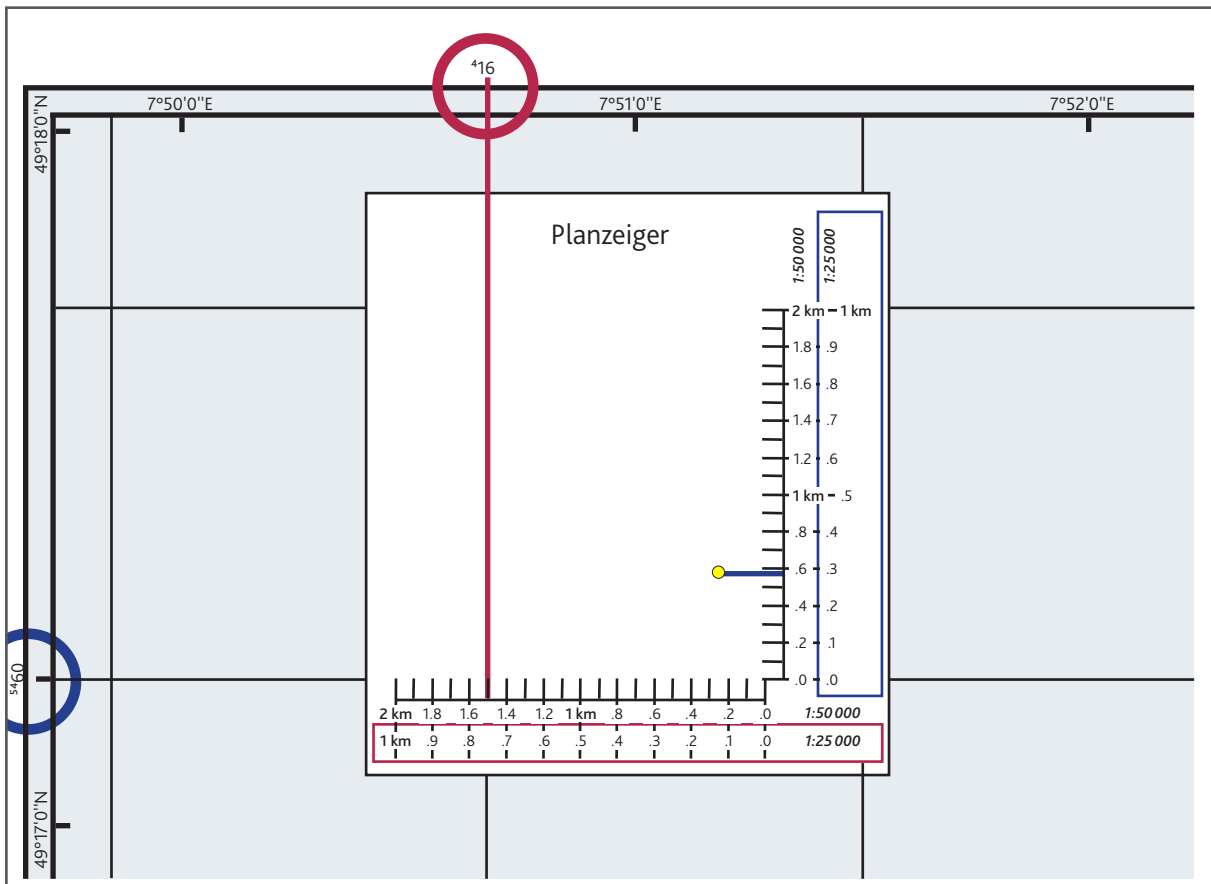 ⁴16
7°50'0"E 7°51'0"E 7°52'0"E
49°18'0"N
Planzeiger
1:50 000 1:25 000
2 km 1 km
1.8 .9
1.6 .8
1.4 .7
1.2 .6
1 km .5
.8 .4
.6 .3
.4 .2
.2 .1
.0 .0
⁵⁴60
2 km 1.8 1.6 1.4 1.2 1 km .8 .6 .4 .2 .0 1:50 000
1 km .9 .8 .7 .6 .5 .4 .3 .2 .1 .0 1:25 000
49°17'0"N